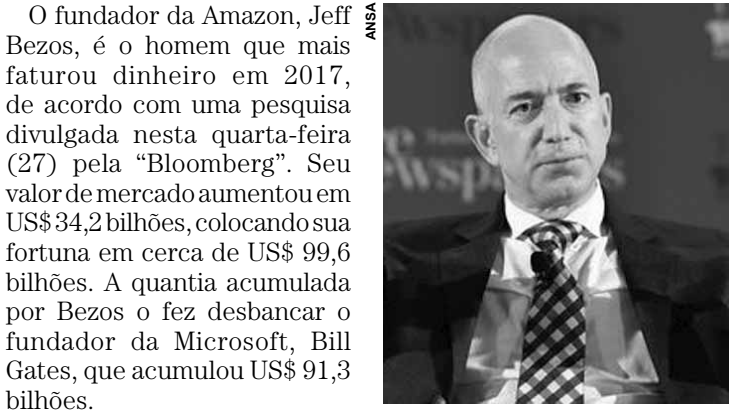 O fundador da Amazon, Jeff
Bezos, é o homem que mais
faturou dinheiro em 2017,
de acordo com uma pesquisa
divulgada nesta quarta-feira
(27) pela “Bloomberg”. Seu
valor de mercado aumentou em
US$ 34,2 bilhões, colocando sua
fortuna em cerca de US$ 99,6
bilhões. A quantia acumulada
por Bezos o fez desbancar o
fundador da Microsoft, Bill
Gates, que acumulou US$ 91,3
bilhões.
ANSA